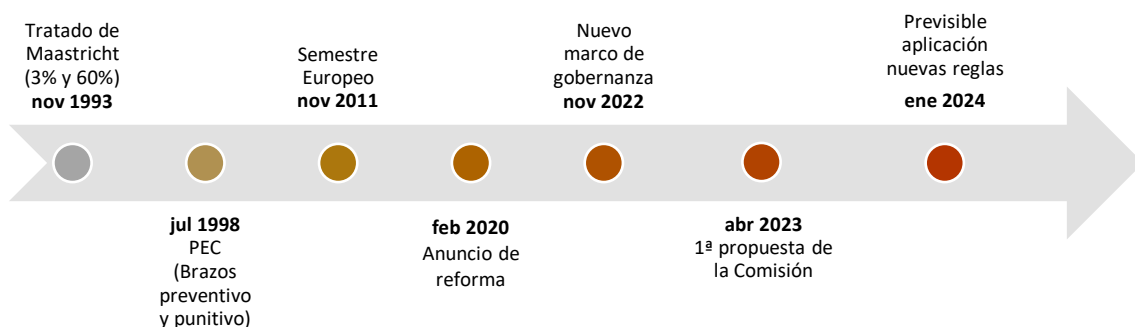 Tratado de
Maastricht
(3% y 60%)
nov 1993
jul 1998
PEC
(Brazos
preventivo
y punitivo)
Semestre
Europeo
nov 2011
feb 2020
Anuncio de
reforma
Nuevo
marco de
gobernanza
nov 2022
abr 2023
1ª propuesta de
la Comisión
Previsible
aplicación
nuevas reglas
ene 2024